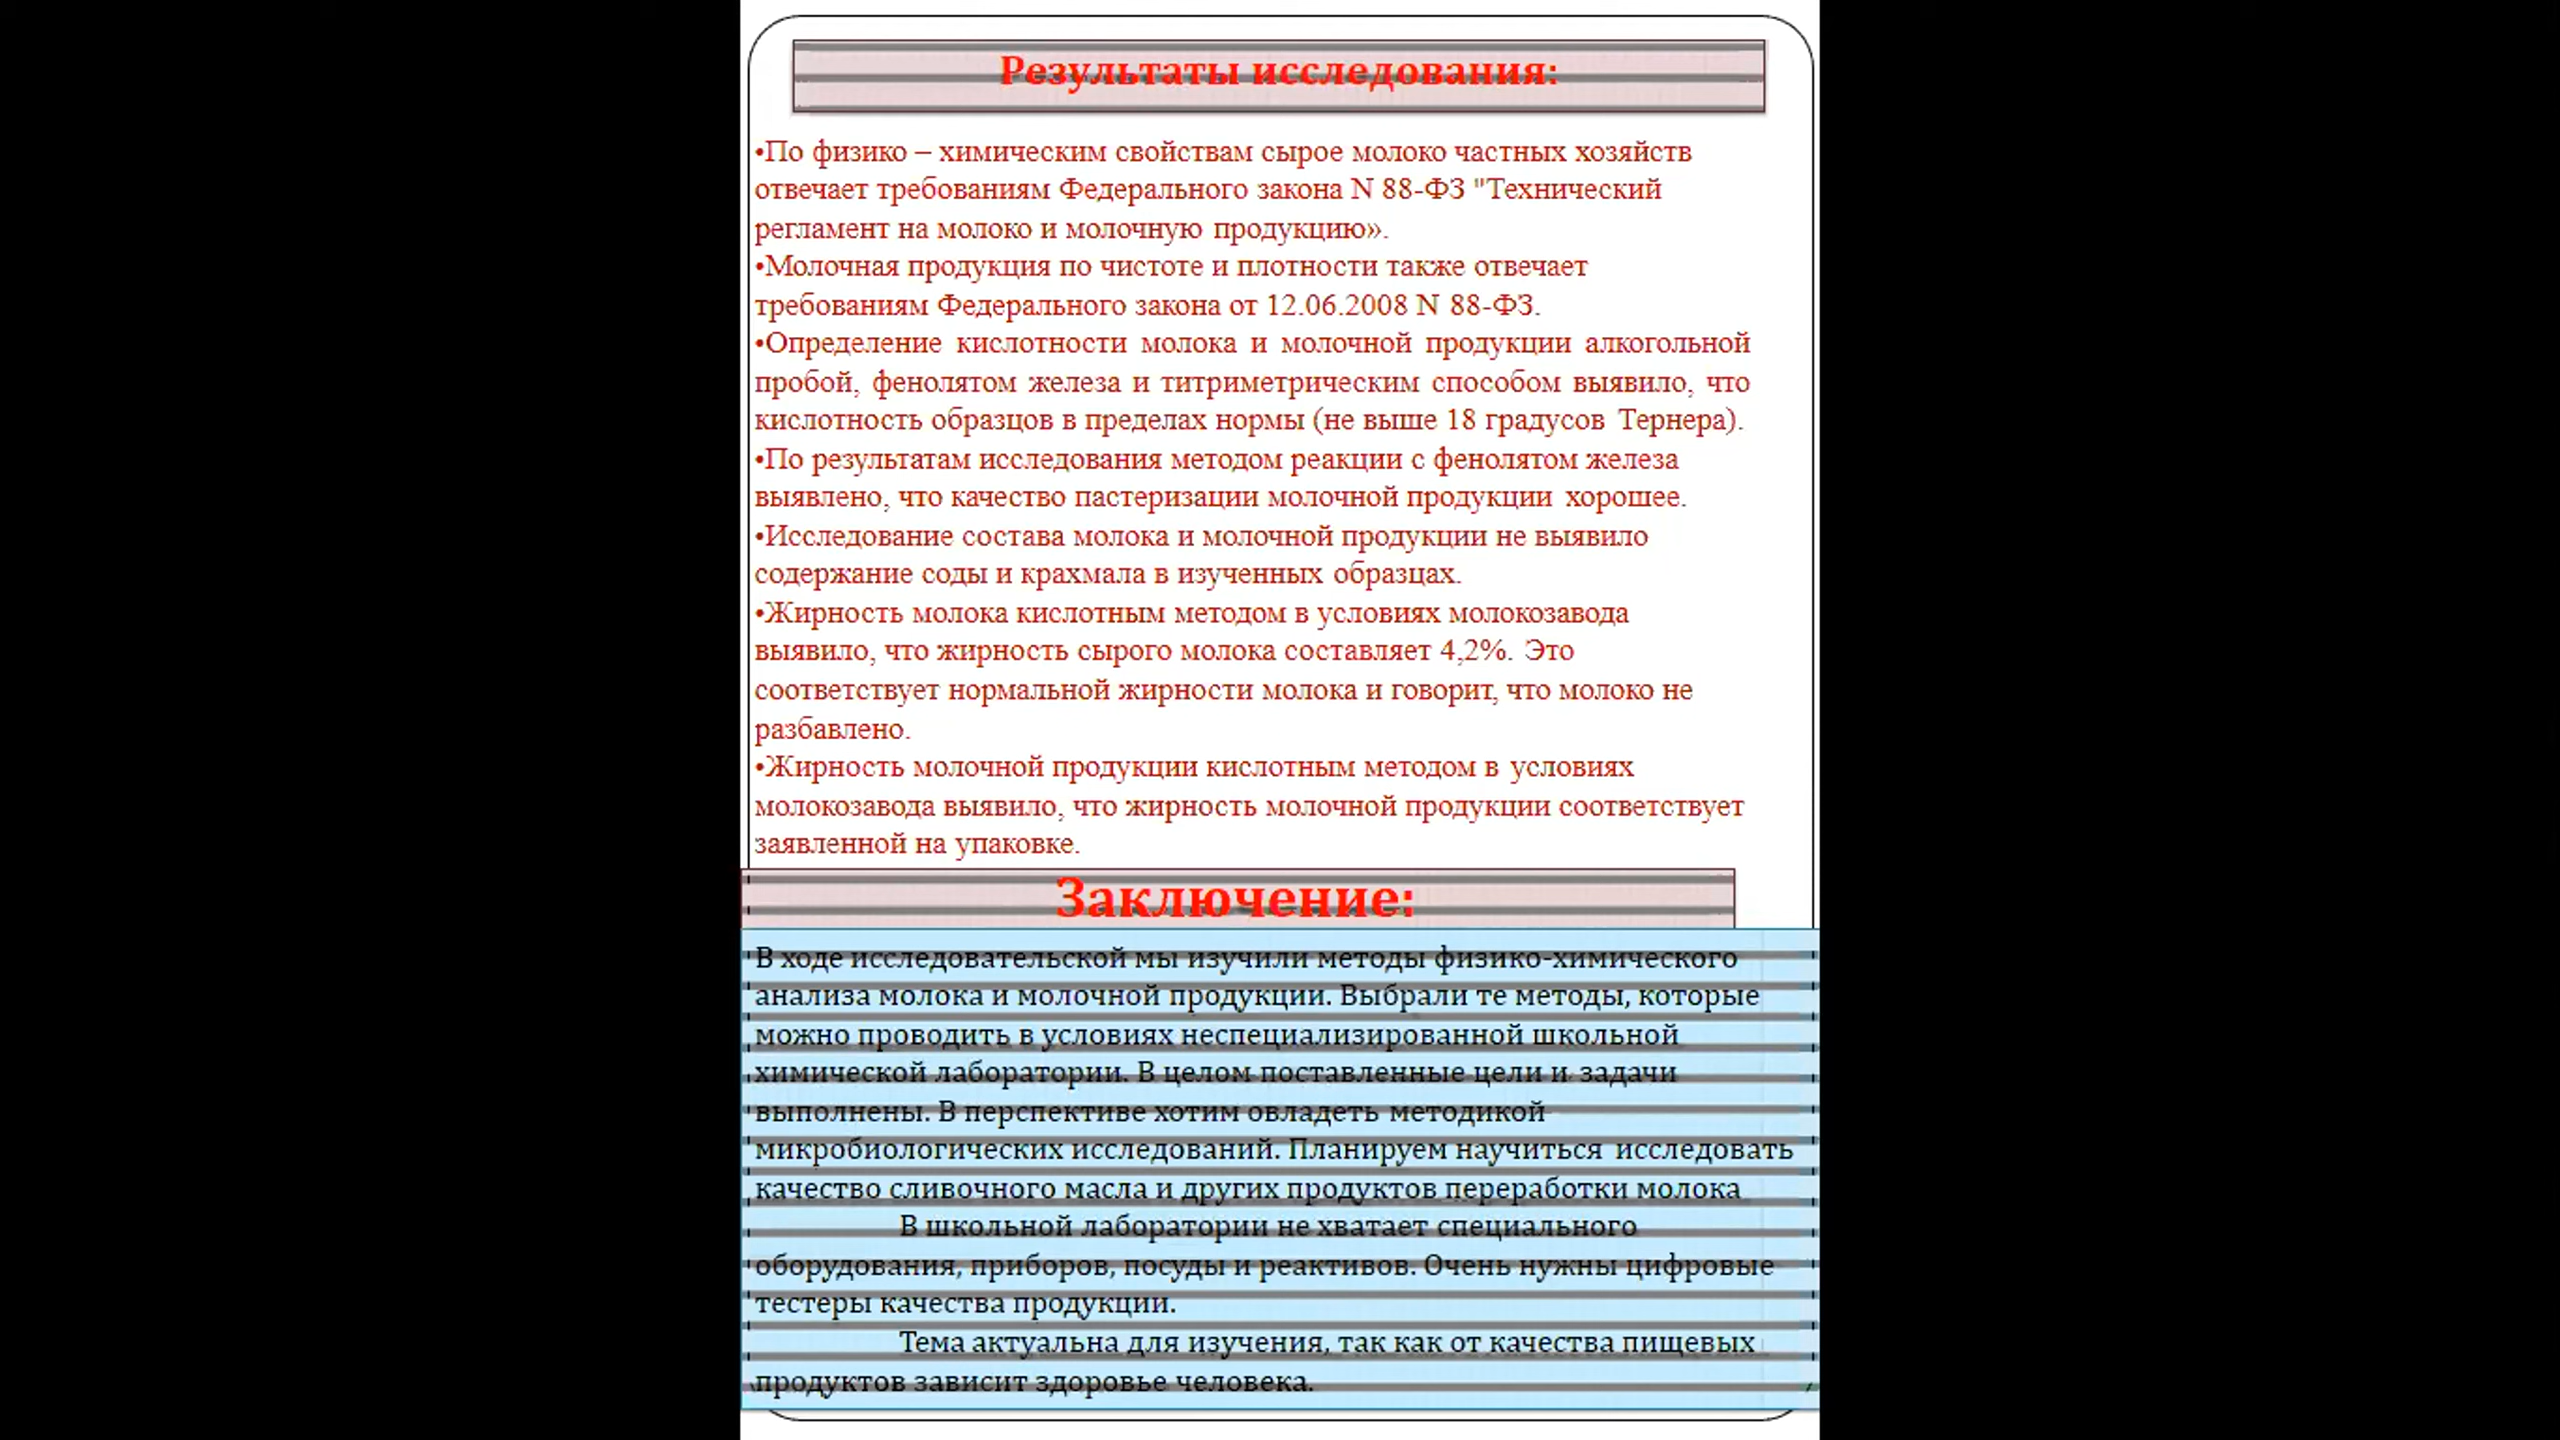 Результаты исследования:
•По физико – химическим свойствам сырое молоко частных хозяйств
отвечает требованиям Федерального закона N 88-ФЗ "Технический
регламент на молоко и молочную продукцию».
•Молочная продукция по чистоте и плотности также отвечает
требованиям Федерального закона от 12.06.2008 N 88-ФЗ.
•Определение кислотности молока и молочной продукции алкогольной
пробой, фенолятом железа и титриметрическим способом выявило, что
кислотность образцов в пределах нормы (не выше 18 градусов Тернера).
•По результатам исследования методом реакции с фенолятом железа
выявлено, что качество пастеризации молочной продукции хорошее.
•Исследование состава молока и молочной продукции не выявило
содержание соды и крахмала в изученных образцах.
•Жирность молока кислотным методом в условиях молокозавода
выявило, что жирность сырого молока составляет 4,2%. Это
соответствует нормальной жирности молока и говорит, что молоко не
разбавлено.
•Жирность молочной продукции кислотным методом в условиях
молокозавода выявило, что жирность молочной продукции соответствует
заявленной на упаковке.
Заключение:
В ходе исследовательской мы изучили методы физико-химического
анализа молока и молочной продукции. Выбрали те методы, которые
можно проводить в условиях неспециализированной школьной
химической лаборатории. В целом поставленные цели и задачи
выполнены. В перспективе хотим овладеть методикой
микробиологических исследований. Планируем научиться исследовать
качество сливочного масла и других продуктов переработки молока
В школьной лаборатории не хватает специального
оборудования, приборов, посуды и реактивов. Очень нужны цифровые
тестеры качества продукции.
Тема актуальна для изучения, так как от качества пищевых
продуктов зависит здоровье человека.